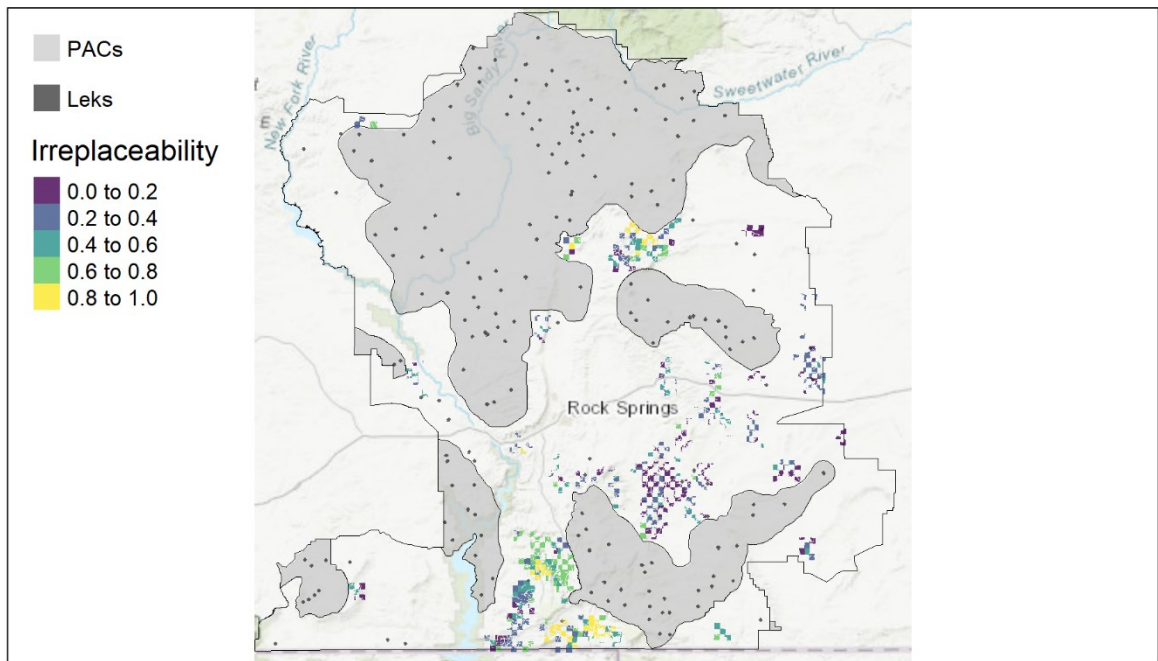 PACs
Leks
Irreplaceability
0.0 to 0.2
0.2 to 0.4
0.4 to 0.6
0.6 to 0.8
0.8 to 1.0
New Fork River
Big Sandy River
Sweetwater River
Rock Springs